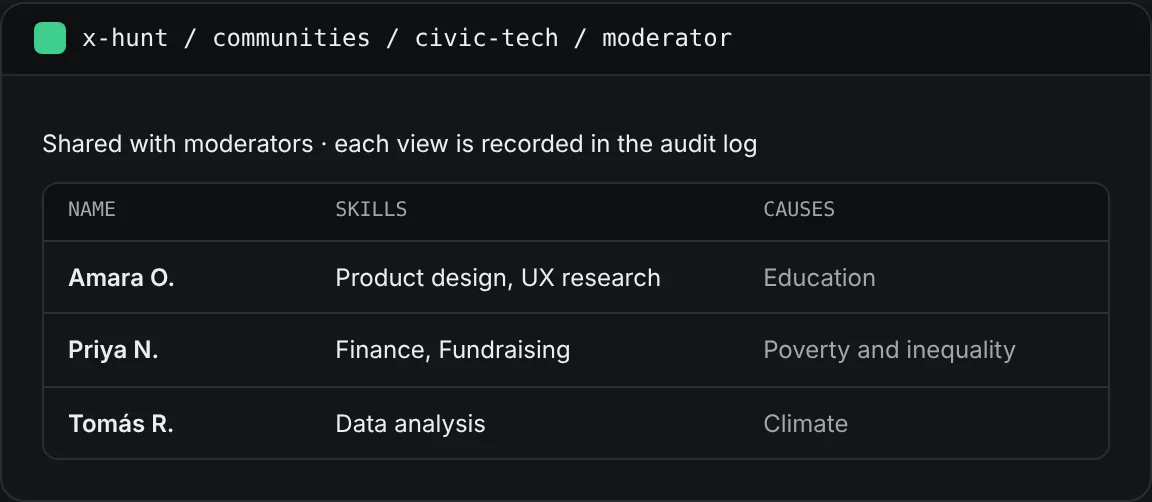 x-hunt / communities / civic-tech / moderator
Shared with moderators · each view is recorded in the audit log
NAME SKILLS CAUSES
Amara O. Product design, UX research Education
Priya N. Finance, Fundraising Poverty and inequality
Tomás R. Data analysis Climate